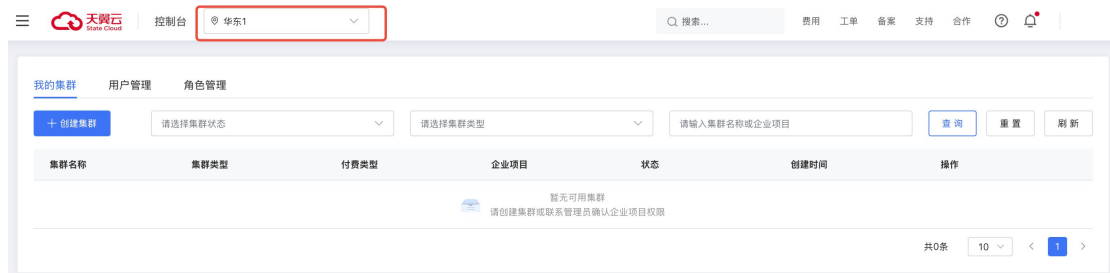 天翼云 State Cloud 控制台 华东1 搜索... 费用 工单 备案 支持 合作
我的集群 用户管理 角色管理
+ 创建集群 请选择集群状态 请选择集群类型 请输入集群名称或企业项目 查询 重置 刷新
集群名称 集群类型 付费类型 企业项目 状态 创建时间 操作
暂无可用集群
请创建集群或联系管理员确认企业项目权限
共0条 10 1